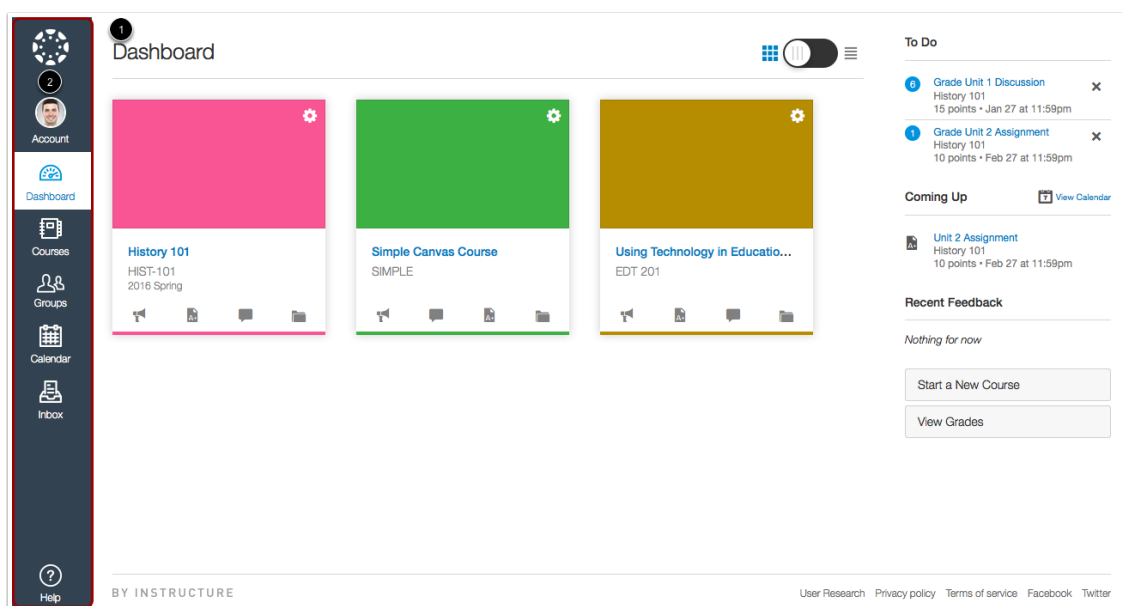 1
Dashboard
2
Account
Dashboard
Courses
Groups
Calendar
Inbox
Help
History 101
HIST-101
2016 Spring
Simple Canvas Course
SIMPLE
Using Technology in Educatio...
EDT 201
To Do
6
Grade Unit 1 Discussion
History 101
15 points • Jan 27 at 11:59pm
1
Grade Unit 2 Assignment
History 101
10 points • Feb 27 at 11:59pm
Coming Up
7 View Calendar
Unit 2 Assignment
History 101
10 points • Feb 27 at 11:59pm
Recent Feedback
Nothing for now
Start a New Course
View Grades
BY INSTRUCTURE
User Research Privacy policy Terms of service Facebook Twitter